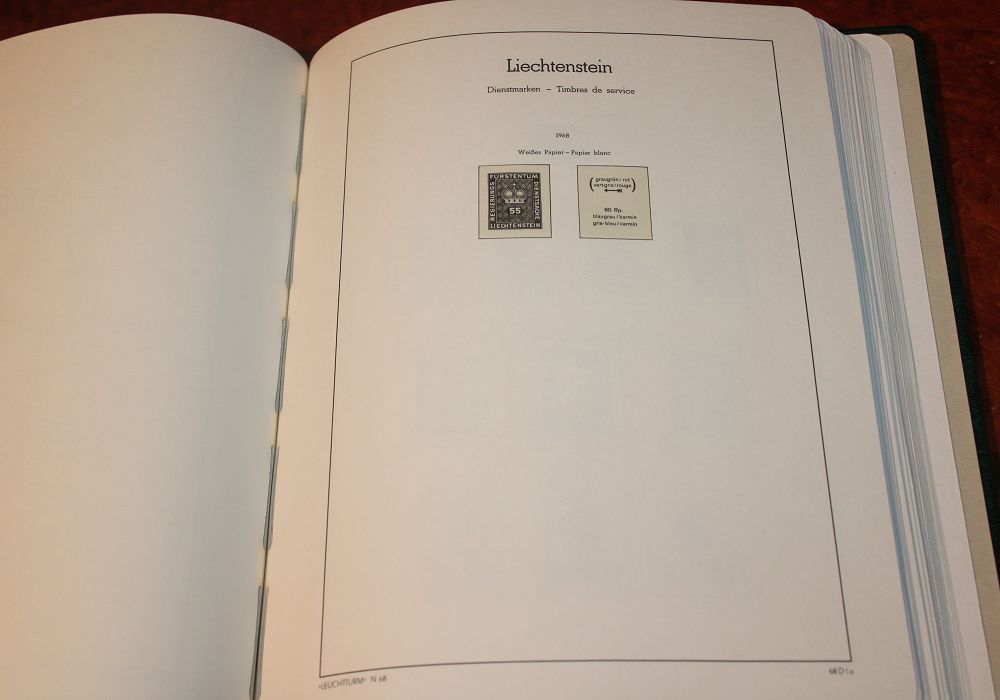 Liechtenstein
Dienstmarken – Timbres de service
1968
Weißes Papier – Papier blanc
FÜRSTENTUM
REGIERUNGS
DIENSTSACHE
55
LIECHTENSTEIN
(graugrün/rot
vert-gris/rouge)
60 Rp.
blaugrau/karmin
gris-bleu/carmin
»LEUCHTTURM« N 68